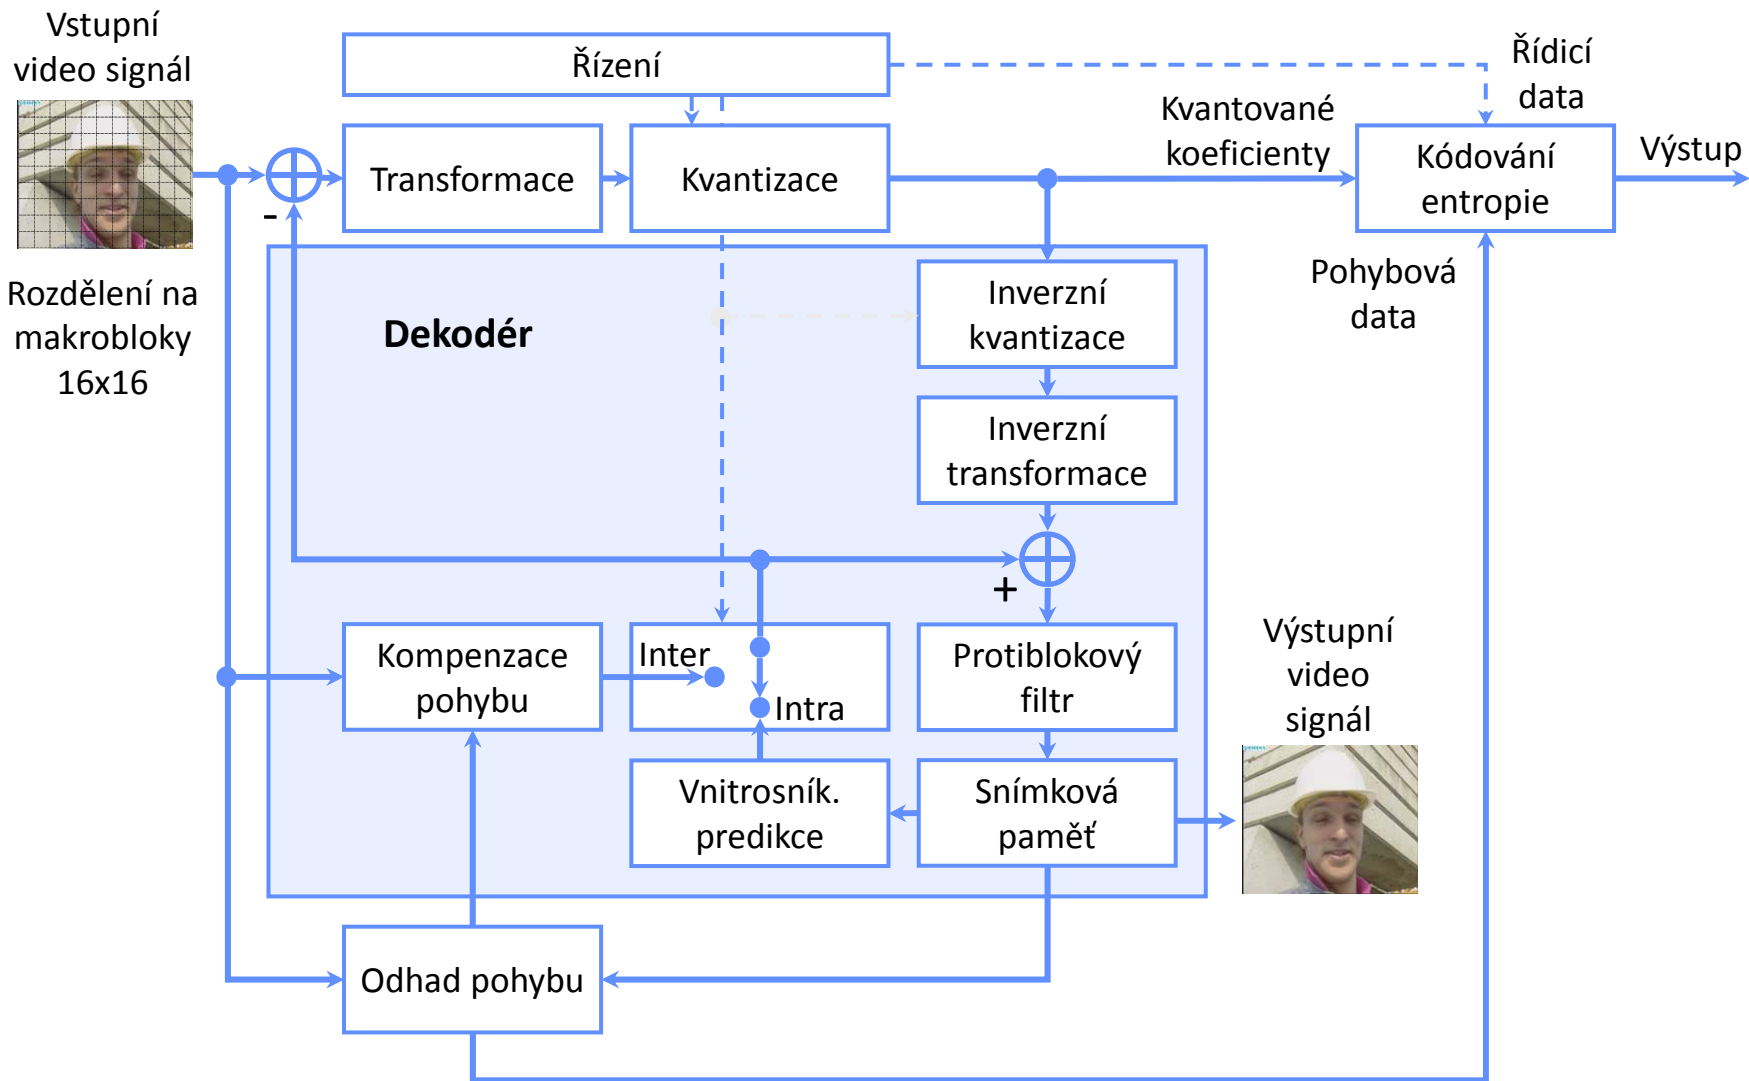 Vstupní
video signál
Rozdělení na
makrobloky
16x16
Řízení
Řídicí
data
-
Transformace
Kvantizace
Kvantované
koeficienty
Kódování
entropie
Výstup
Dekodér
Inverzní
kvantizace
Pohybová
data
Inverzní
transformace
+
Kompenzace
pohybu
Inter
Intra
Protiblokový
filtr
Výstupní
video
signál
Vnitrosník.
predikce
Snímková
paměť
Odhad pohybu